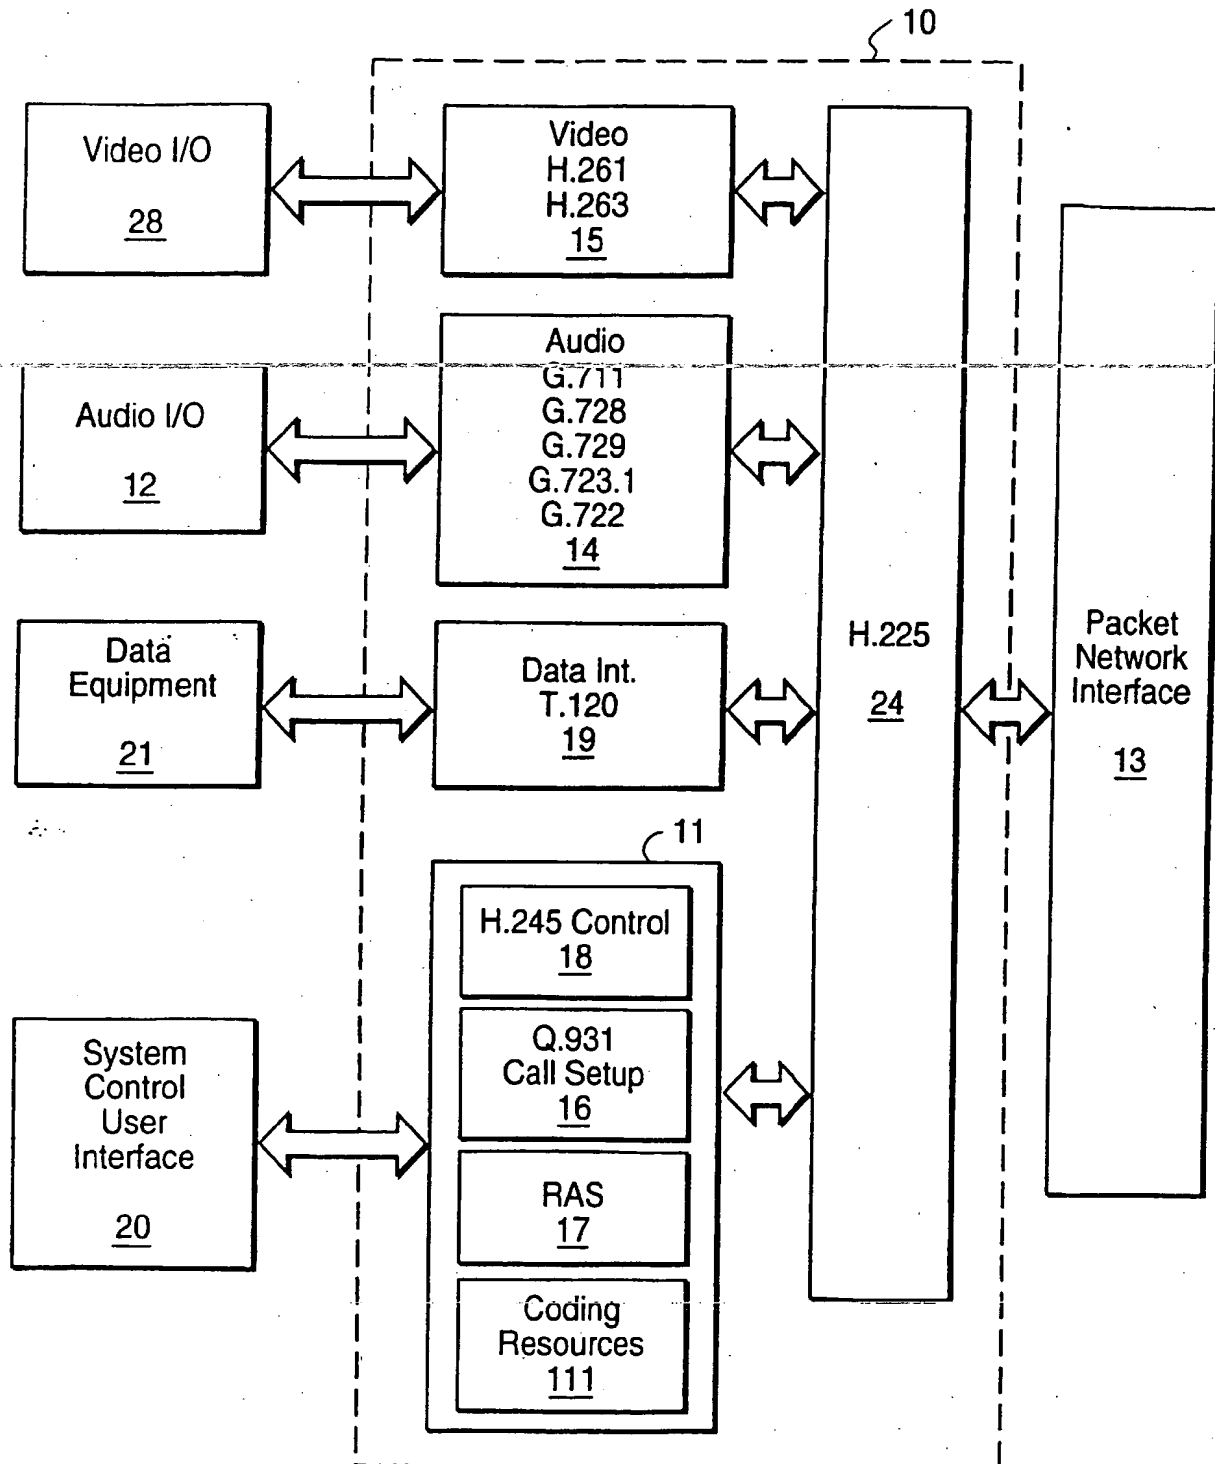 10
Video I/O
28
Video
H.261
H.263
15
Audio I/O
12
Audio
G.711
G.728
G.729
G.723.1
G.722
14
Data
Equipment
21
Data Int.
T.120
19
H.225
24
Packet
Network
Interface
13
11
H.245 Control
18
Q.931
Call Setup
16
RAS
17
Coding
Resources
111
System
Control
User
Interface
20